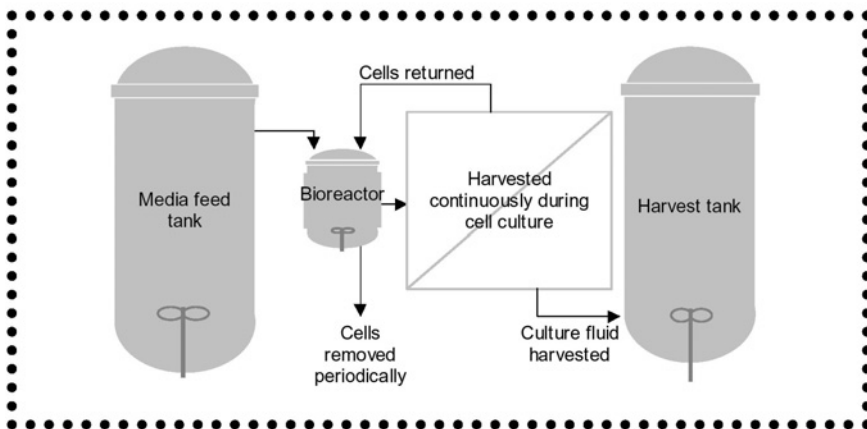 Cells returned
Media feed
tank
Bioreactor
Harvested
continuously during
cell culture
Harvest tank
Cells
removed
periodically
Culture fluid
harvested